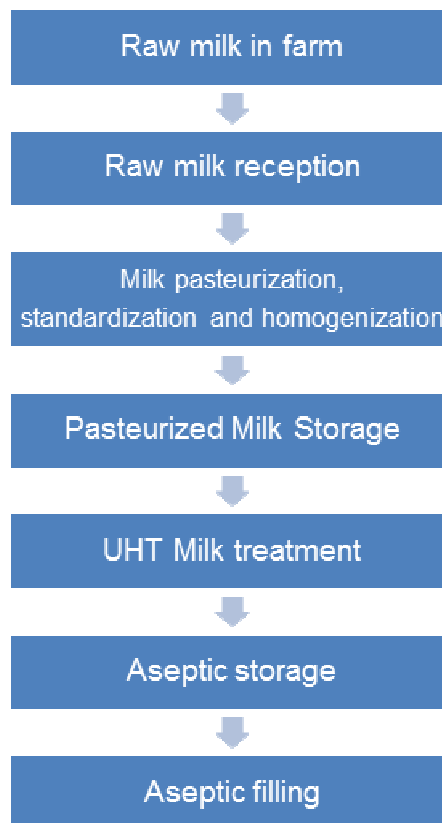 Raw milk in farm
Raw milk reception
Milk pasteurization,
standardization and homogenization
Pasteurized Milk Storage
UHT Milk treatment
Aseptic storage
Aseptic filling